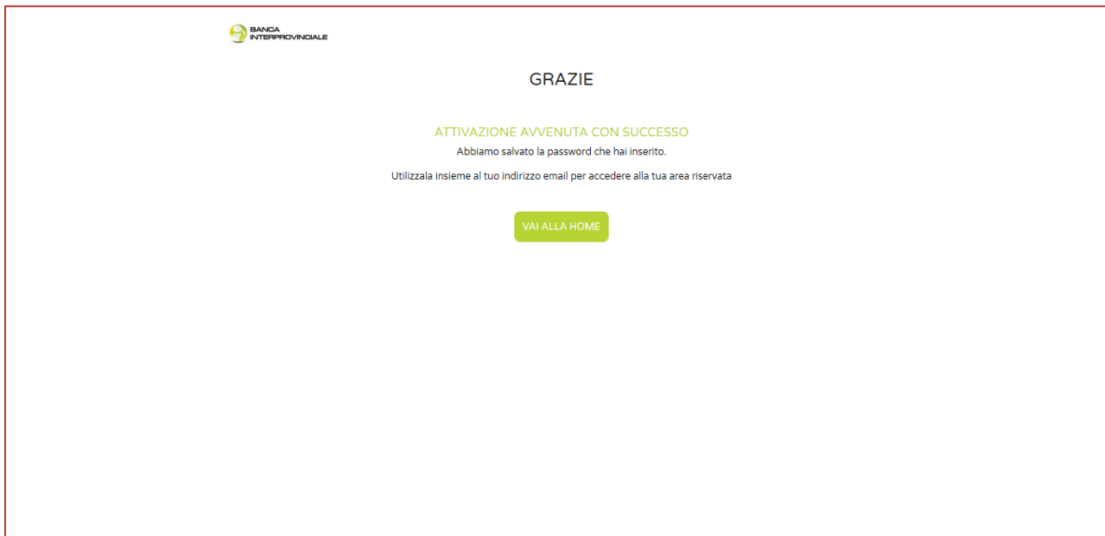 BANCA
INTERPROVINCIALE
GRAZIE
ATTIVAZIONE AVVENUTA CON SUCCESSO
Abbiamo salvato la password che hai inserito.
Utilizzala insieme al tuo indirizzo email per accedere alla tua area riservata
VAI ALLA HOME